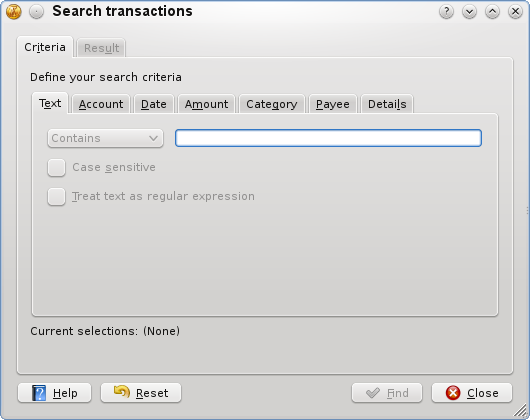 Search transactions
Criteria Result
Define your search criteria
Text Account Date Amount Category Payee Details
Contains
Case sensitive
Treat text as regular expression
Current selections: (None)
Help Reset Find Close